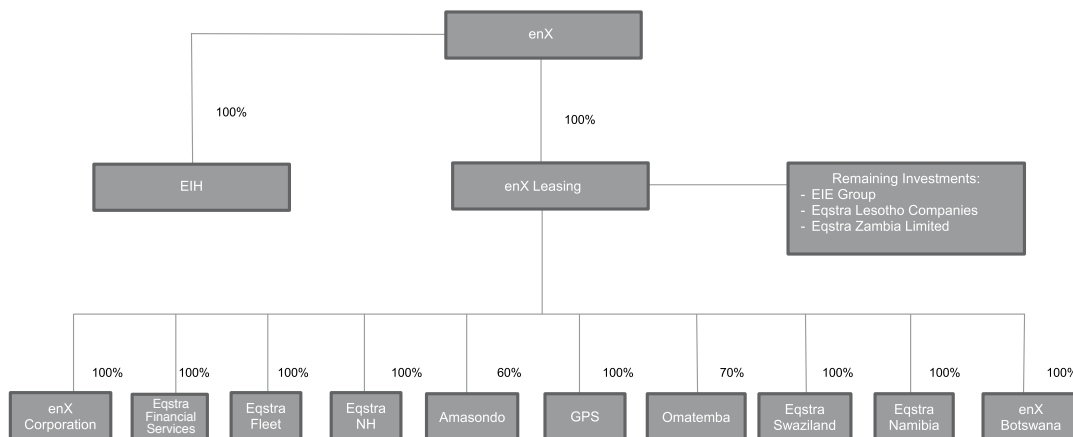 enX
100%
100%
EIH
enX Leasing
Remaining Investments:
- EIE Group
- Eqstra Lesotho Companies
- Eqstra Zambia Limited
100%
100%
100%
100%
60%
100%
70%
100%
100%
100%
enX
Corporation
Eqstra
Financial
Services
Eqstra
Fleet
Eqstra
NH
Amasondo
GPS
Omatemba
Eqstra
Swaziland
Eqstra
Namibia
enX
Botswana